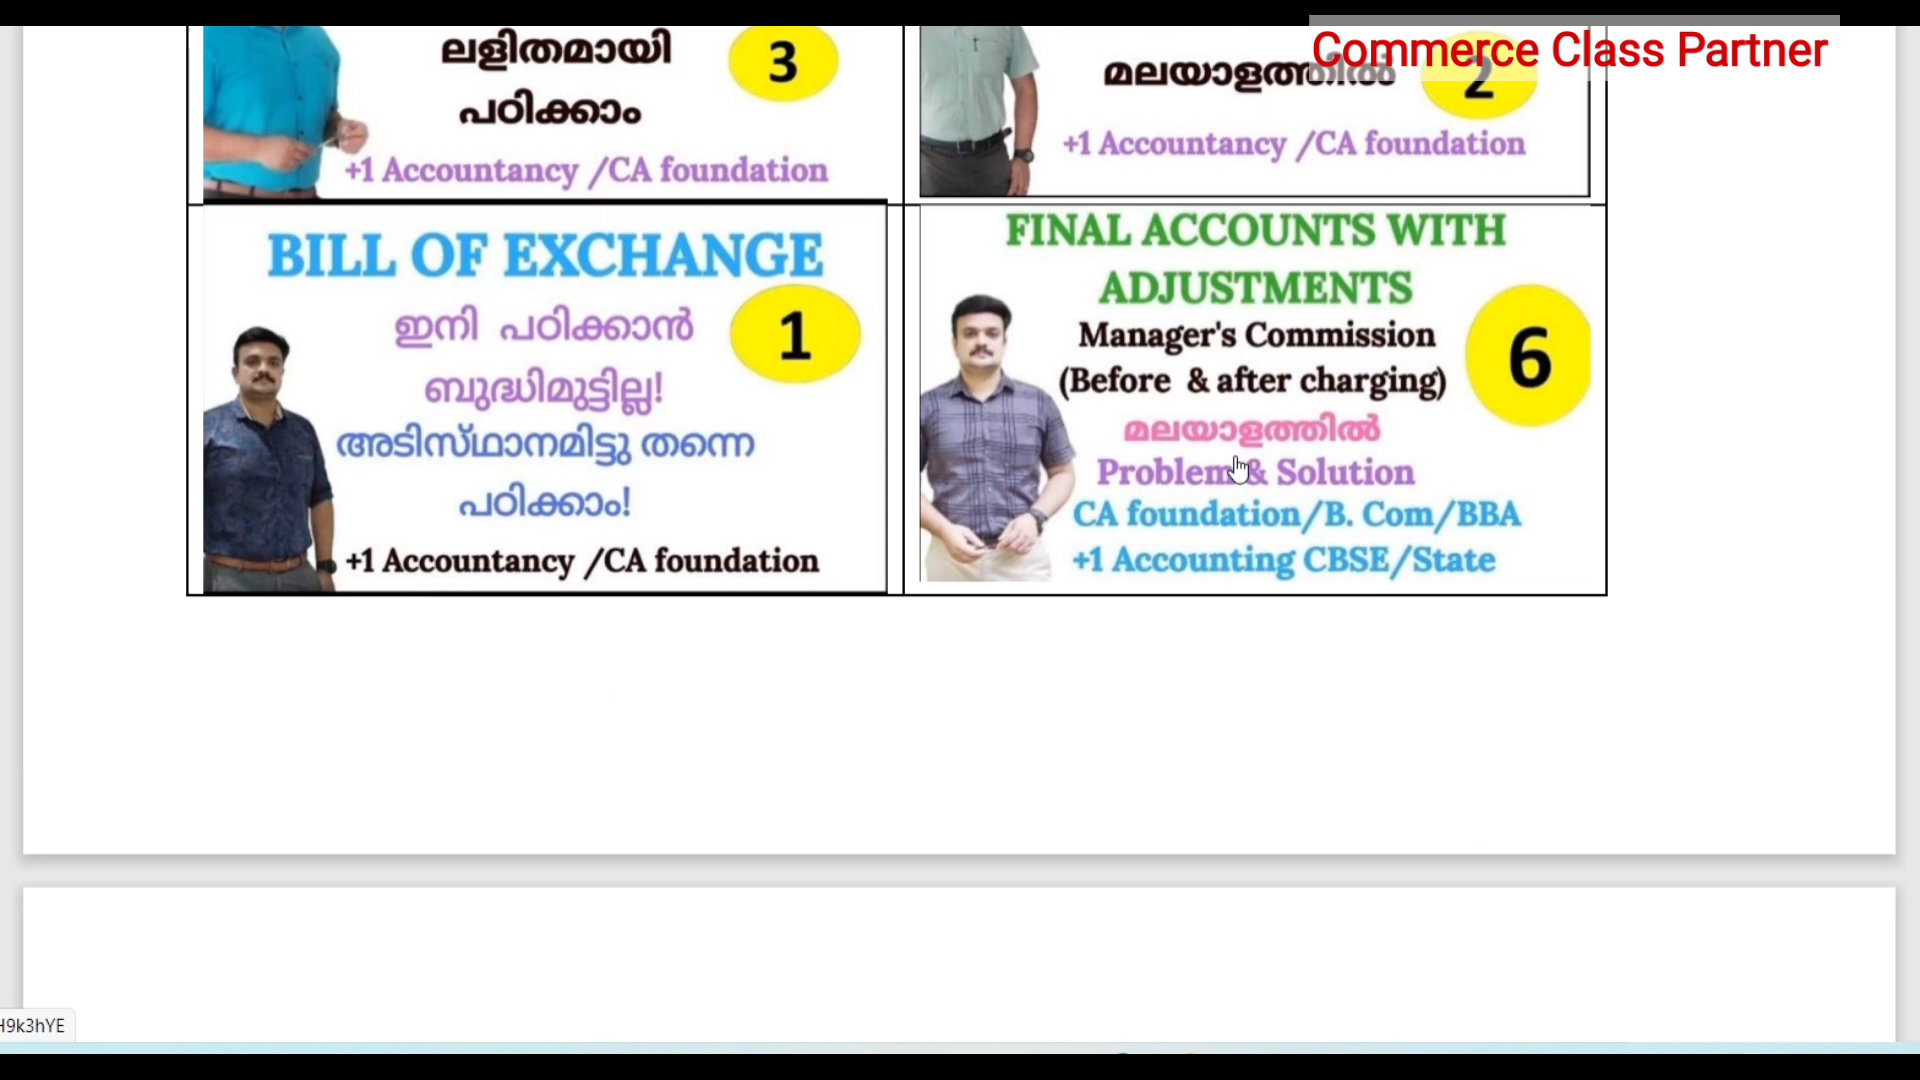 Commerce Class Partner
ലളിതമായി
പഠിക്കാം
3
+1 Accountancy /CA foundation
മലയാളത്തിൽ
2
+1 Accountancy /CA foundation
BILL OF EXCHANGE
ഇനി പഠിക്കാൻ
ബുദ്ധിമുട്ടില്ല!
1
അടിസ്ഥാനമിട്ടു തന്നെ
പഠിക്കാം!
+1 Accountancy /CA foundation
FINAL ACCOUNTS WITH
ADJUSTMENTS
Manager's Commission
(Before & after charging)
6
മലയാളത്തിൽ
Problem & Solution
CA foundation/B. Com/BBA
+1 Accounting CBSE/State
H9k3hYE